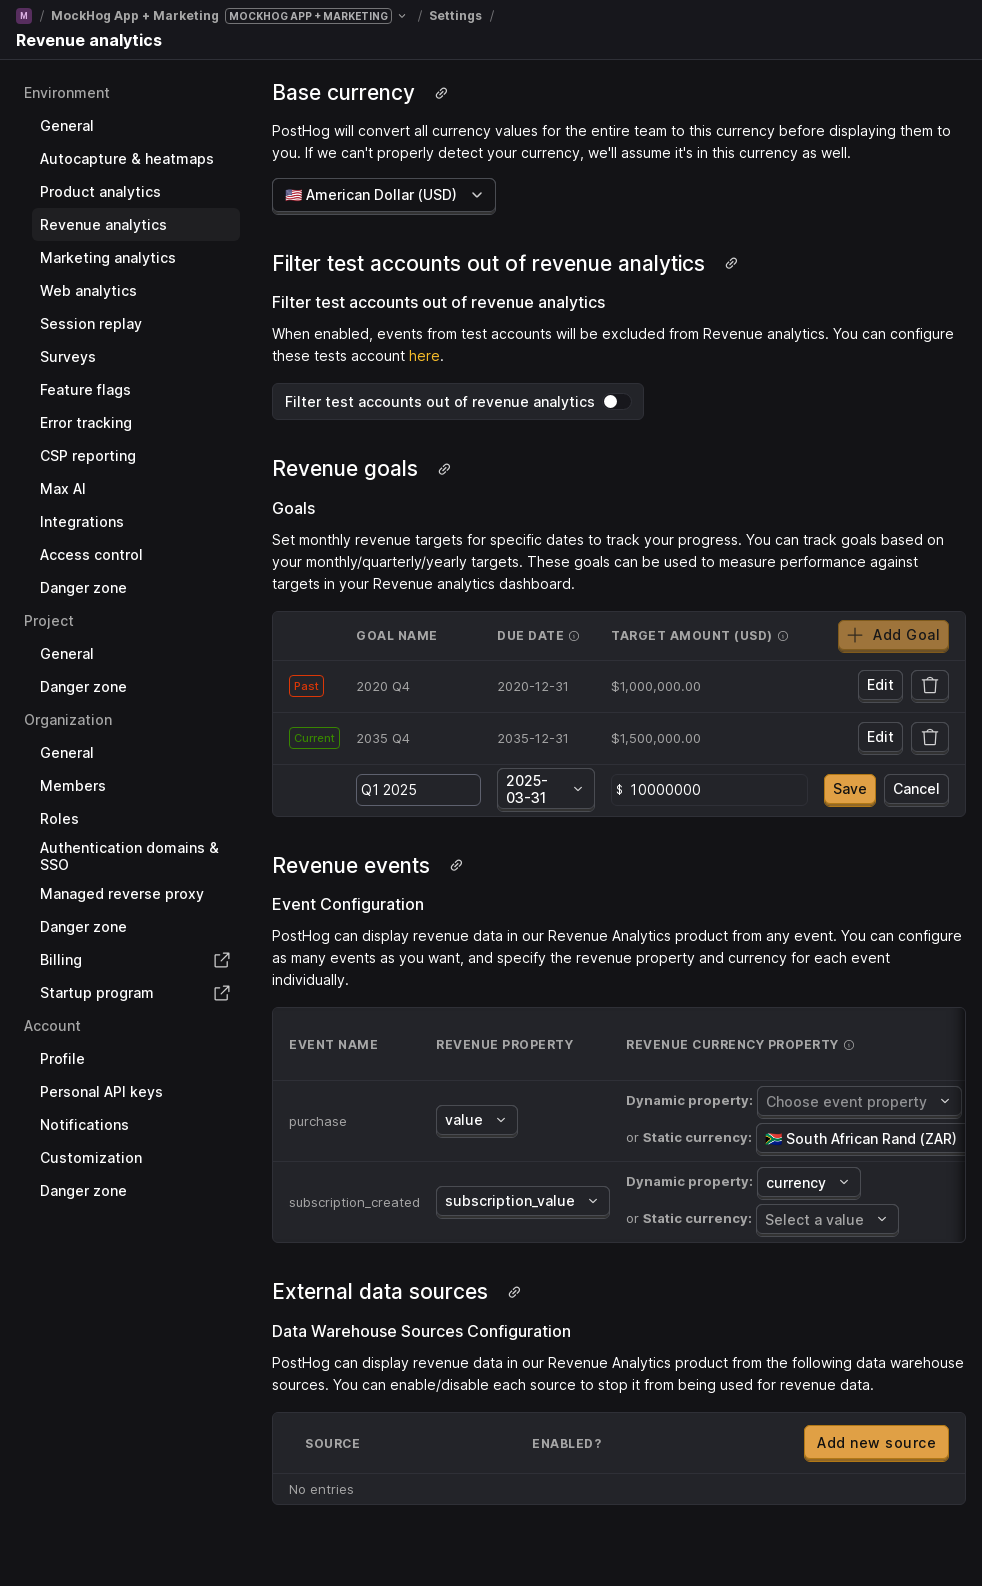 M / MockHog App + Marketing MOCKHOG APP + MARKETING / Settings /
Revenue analytics
Environment
General
Autocapture & heatmaps
Product analytics
Revenue analytics
Marketing analytics
Web analytics
Session replay
Surveys
Feature flags
Error tracking
CSP reporting
Max AI
Integrations
Access control
Danger zone
Project
General
Danger zone
Organization
General
Members
Roles
Authentication domains &
SSO
Managed reverse proxy
Danger zone
Billing
Startup program
Account
Profile
Personal API keys
Notifications
Customization
Danger zone
Base currency
PostHog will convert all currency values for the entire team to this currency before displaying them to
you. If we can't properly detect your currency, we'll assume it's in this currency as well.
🇺🇸 American Dollar (USD)
Filter test accounts out of revenue analytics
Filter test accounts out of revenue analytics
When enabled, events from test accounts will be excluded from Revenue analytics. You can configure
these tests account here.
Filter test accounts out of revenue analytics
Revenue goals
Goals
Set monthly revenue targets for specific dates to track your progress. You can track goals based on
your monthly/quarterly/yearly targets. These goals can be used to measure performance against
targets in your Revenue analytics dashboard.
GOAL NAME DUE DATE TARGET AMOUNT (USD) Add Goal
Past 2020 Q4 2020-12-31 $1,000,000.00 Edit
Current 2035 Q4 2035-12-31 $1,500,000.00 Edit
Q1 2025 2025-
03-31 $ 10000000 Save Cancel
Revenue events
Event Configuration
PostHog can display revenue data in our Revenue Analytics product from any event. You can configure
as many events as you want, and specify the revenue property and currency for each event
individually.
EVENT NAME REVENUE PROPERTY REVENUE CURRENCY PROPERTY
purchase value Dynamic property: Choose event property
or Static currency: 🇿🇦 South African Rand (ZAR)
subscription_created subscription_value Dynamic property: currency
or Static currency: Select a value
External data sources
Data Warehouse Sources Configuration
PostHog can display revenue data in our Revenue Analytics product from the following data warehouse
sources. You can enable/disable each source to stop it from being used for revenue data.
SOURCE ENABLED? Add new source
No entries